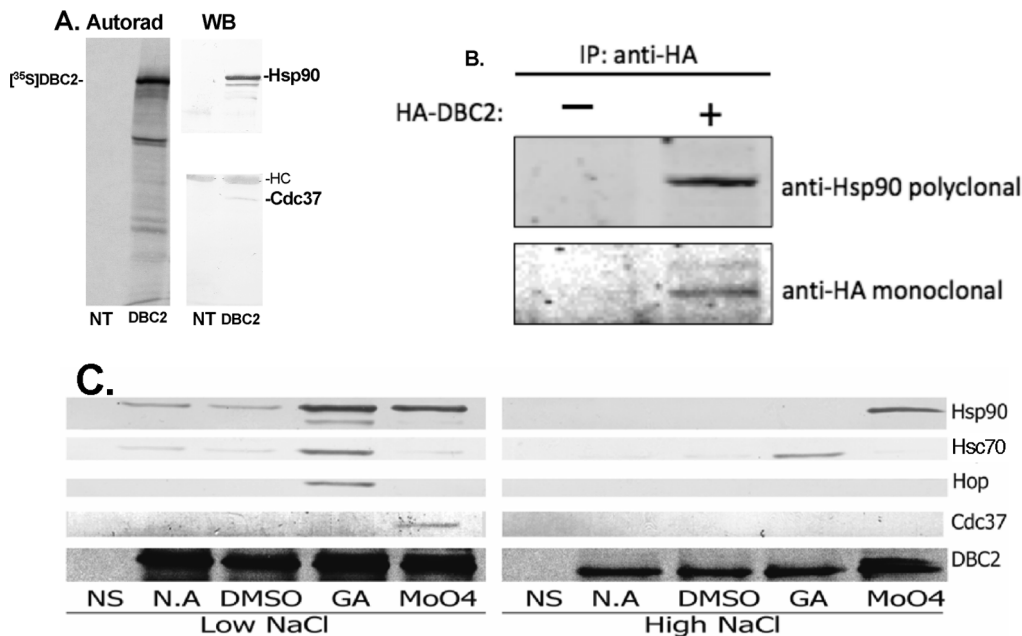 A.
Autorad WB
[³⁵S]DBC2-
-Hsp90
-HC
-Cdc37
NT DBC2 NT DBC2
B.
IP: anti-HA
HA-DBC2: − +
anti-Hsp90 polyclonal
anti-HA monoclonal
C.
Hsp90
Hsc70
Hop
Cdc37
DBC2
NS N.A DMSO GA MoO4 NS N.A DMSO GA MoO4
Low NaCl High NaCl